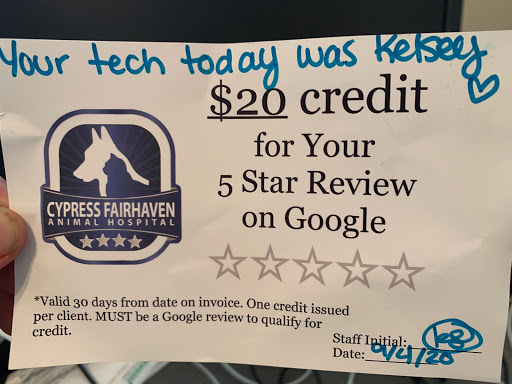 Your tech today was Kelsey
$20 credit
for Your
5 Star Review
on Google
CYPRESS FAIRHAVEN
ANIMAL HOSPITAL
*Valid 30 days from date on invoice. One credit issued
per client. MUST be a Google review to qualify for
credit.
Staff Initial:
Date: